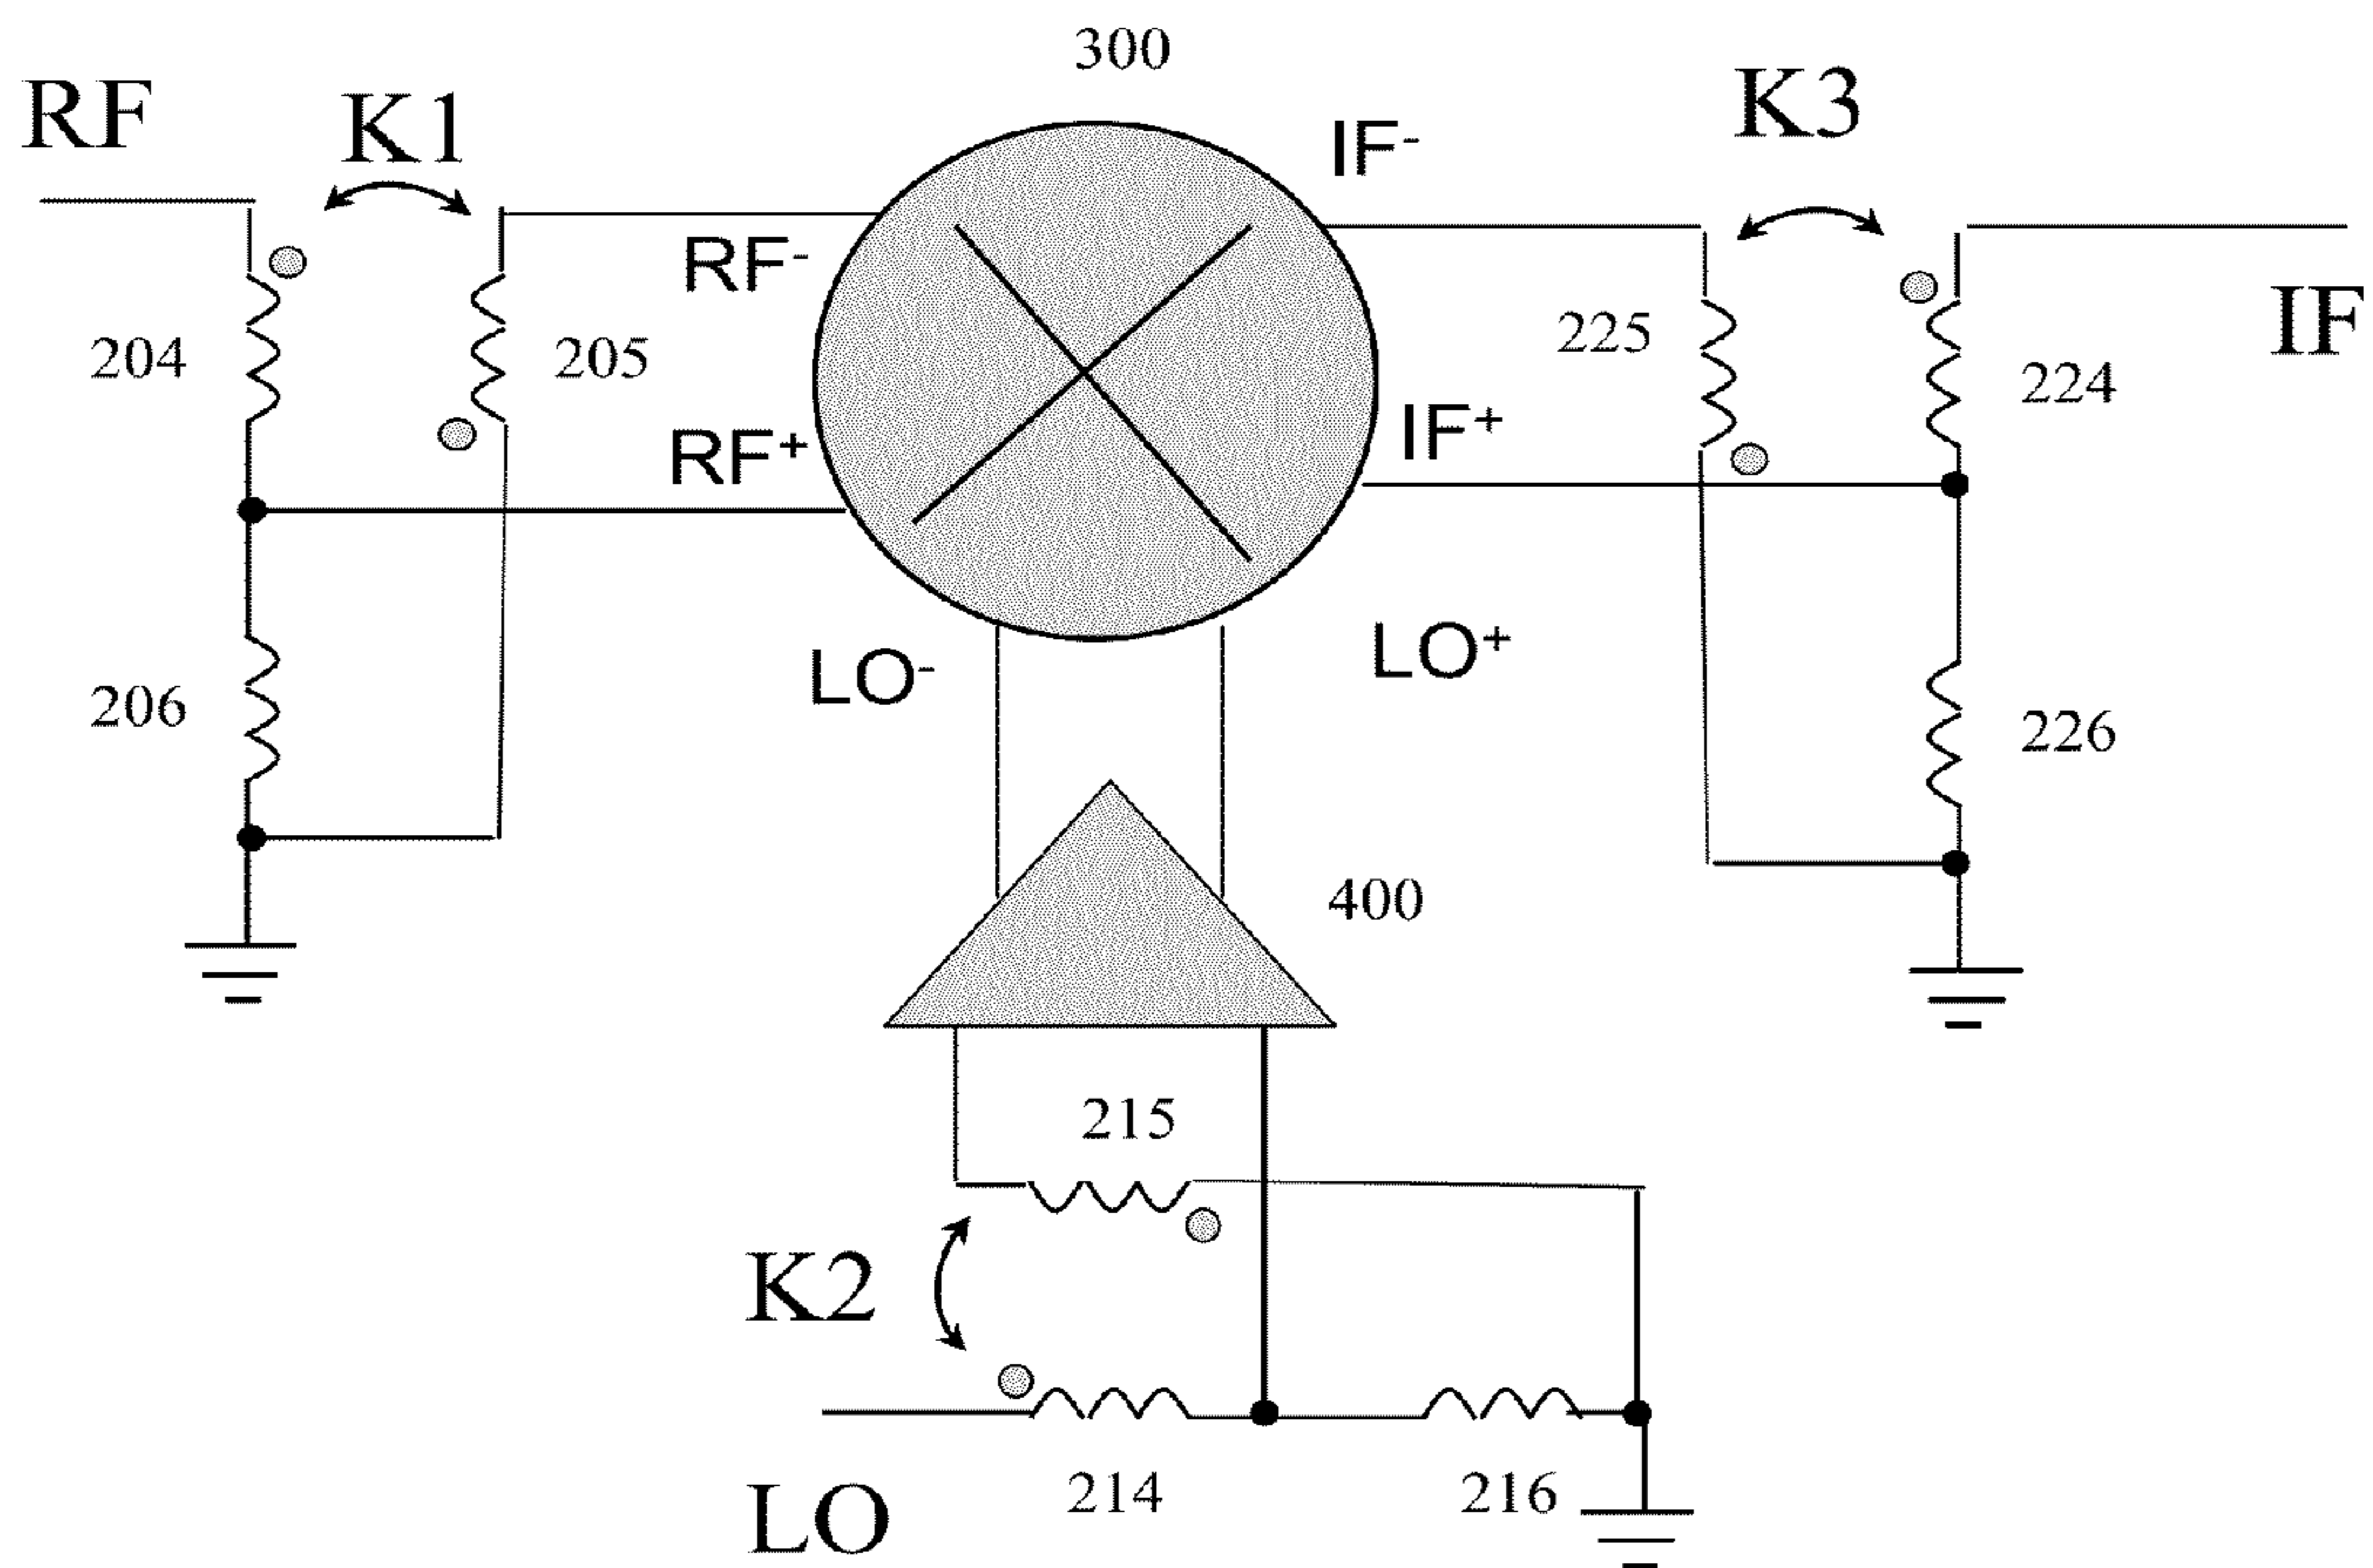 300
RF
K1
IF-
K3
RF-
204
205
225
IF
224
RF+
IF+
LO-
LO+
206
226
400
215
K2
214
216
LO